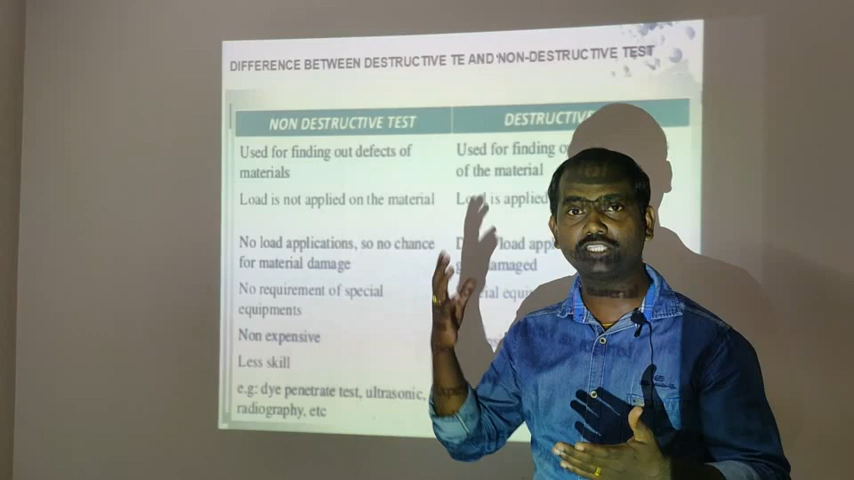 DIFFERENCE BETWEEN DESTRUCTIVE TE AND 'NON-DESTRUCTIVE TEST
NON DESTRUCTIVE TEST
Used for finding out defects of
materials
Load is not applied on the material
No load applications, so no chance
for material damage
No requirement of special
equipments
Non expensive
Less skill
e.g: dye penetrate test, ultrasonic,
radiography, etc
DESTRUCTIVE
Used for finding
of the material
is applied
load